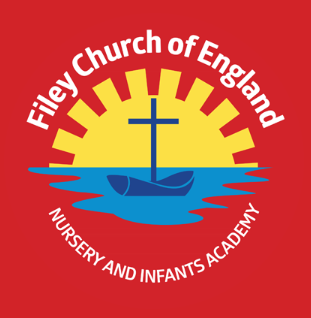 Filey Church of England
NURSERY AND INFANTS ACADEMY